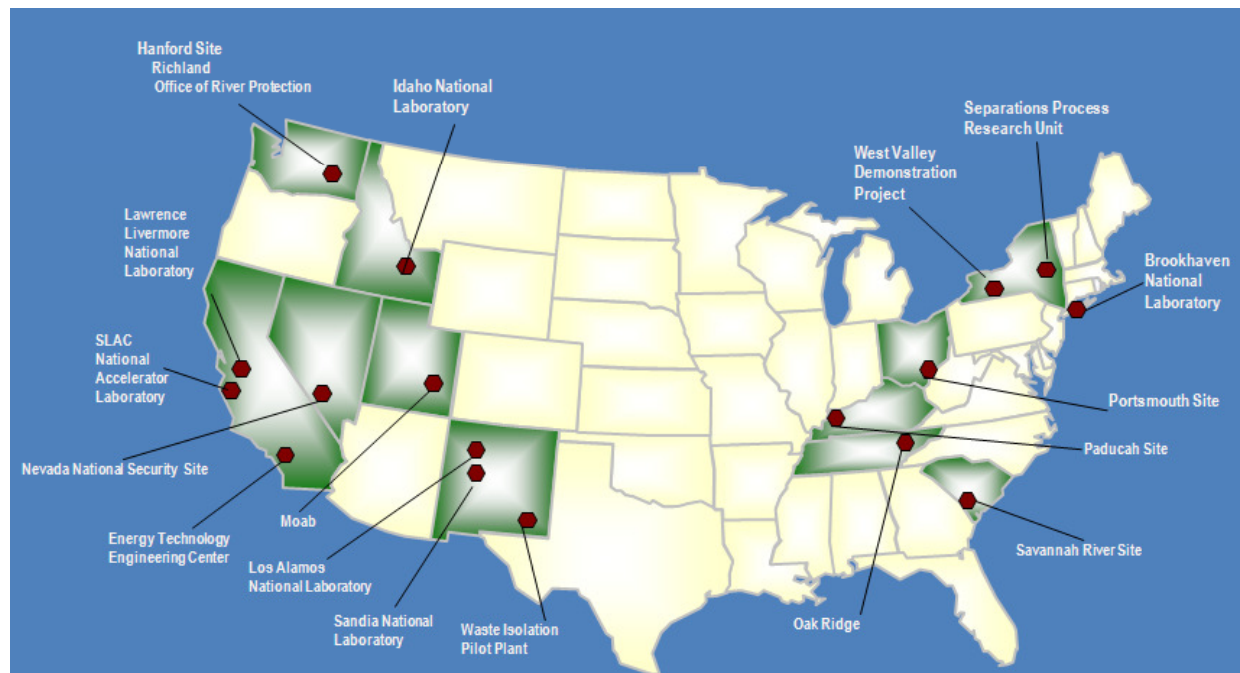 Hanford Site
Richland
Office of River Protection
Idaho National
Laboratory
Separations Process
Research Unit
West Valley
Demonstration
Project
Lawrence
Livermore
National
Laboratory
Brookhaven
National
Laboratory
SLAC
National
Accelerator
Laboratory
Portsmouth Site
Paducah Site
Nevada National Security Site
Moab
Energy Technology
Engineering Center
Los Alamos
National Laboratory
Savannah River Site
Sandia National
Laboratory
Waste Isolation
Pilot Plant
Oak Ridge